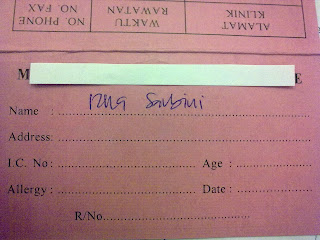 NO. PHONE NO. FAX
WAKTU RAWATAN
ALAMAT KLINIK
M E
Name :
Address:
I.C. No : Age :
Allergy : Date :
R/No.